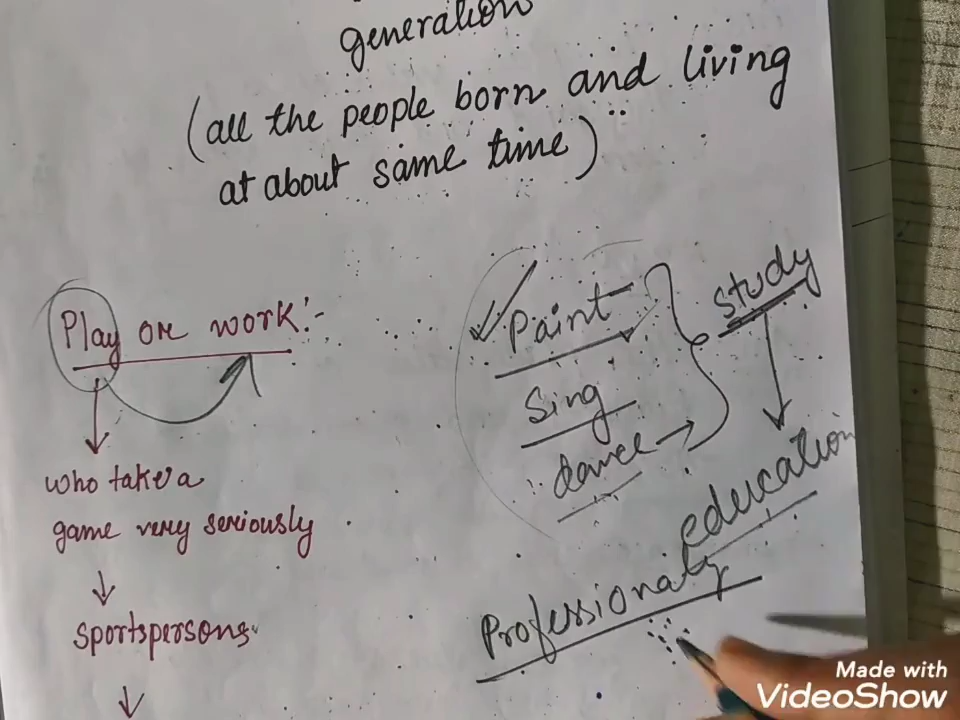 generation
(all the people born and living
at about same time)
Play or work:-
who take a
game very seriously
sportspersons
Paint
Sing
dance
study
education
Professionaly
Made with
VideoShow